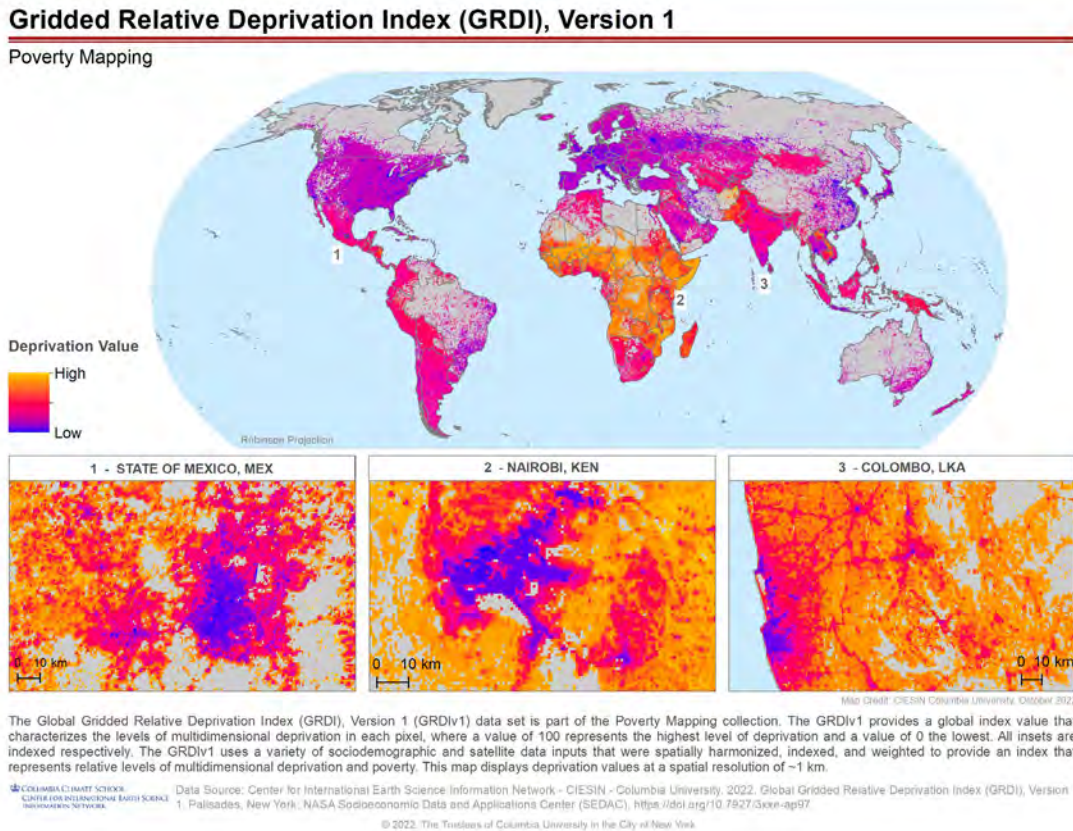 Gridded Relative Deprivation Index (GRDI), Version 1
Poverty Mapping
1
2
3
Deprivation Value
High
Low
Robinson Projection
1 - STATE OF MEXICO, MEX
2 - NAIROBI, KEN
3 - COLOMBO, LKA
0 10 km
0 10 km
0 10 km
Map Credit: CIESIN Columbia University, October 2022
The Global Gridded Relative Deprivation Index (GRDI), Version 1 (GRDIv1) data set is part of the Poverty Mapping collection. The GRDIv1 provides a global index value that
characterizes the levels of multidimensional deprivation in each pixel, where a value of 100 represents the highest level of deprivation and a value of 0 the lowest. All insets are
indexed respectively. The GRDIv1 uses a variety of sociodemographic and satellite data inputs that were spatially harmonized, indexed, and weighted to provide an index that
represents relative levels of multidimensional deprivation and poverty. This map displays deprivation values at a spatial resolution of ~1 km.
COLUMBIA CLIMATE SCHOOL
CENTER FOR INTERNATIONAL EARTH SCIENCE
INFORMATION NETWORK
Data Source: Center for International Earth Science Information Network - CIESIN - Columbia University. 2022. Global Gridded Relative Deprivation Index (GRDI), Version
1. Palisades, New York: NASA Socioeconomic Data and Applications Center (SEDAC). https://doi.org/10.7927/3xxe-ap97
© 2022. The Trustees of Columbia University in the City of New York